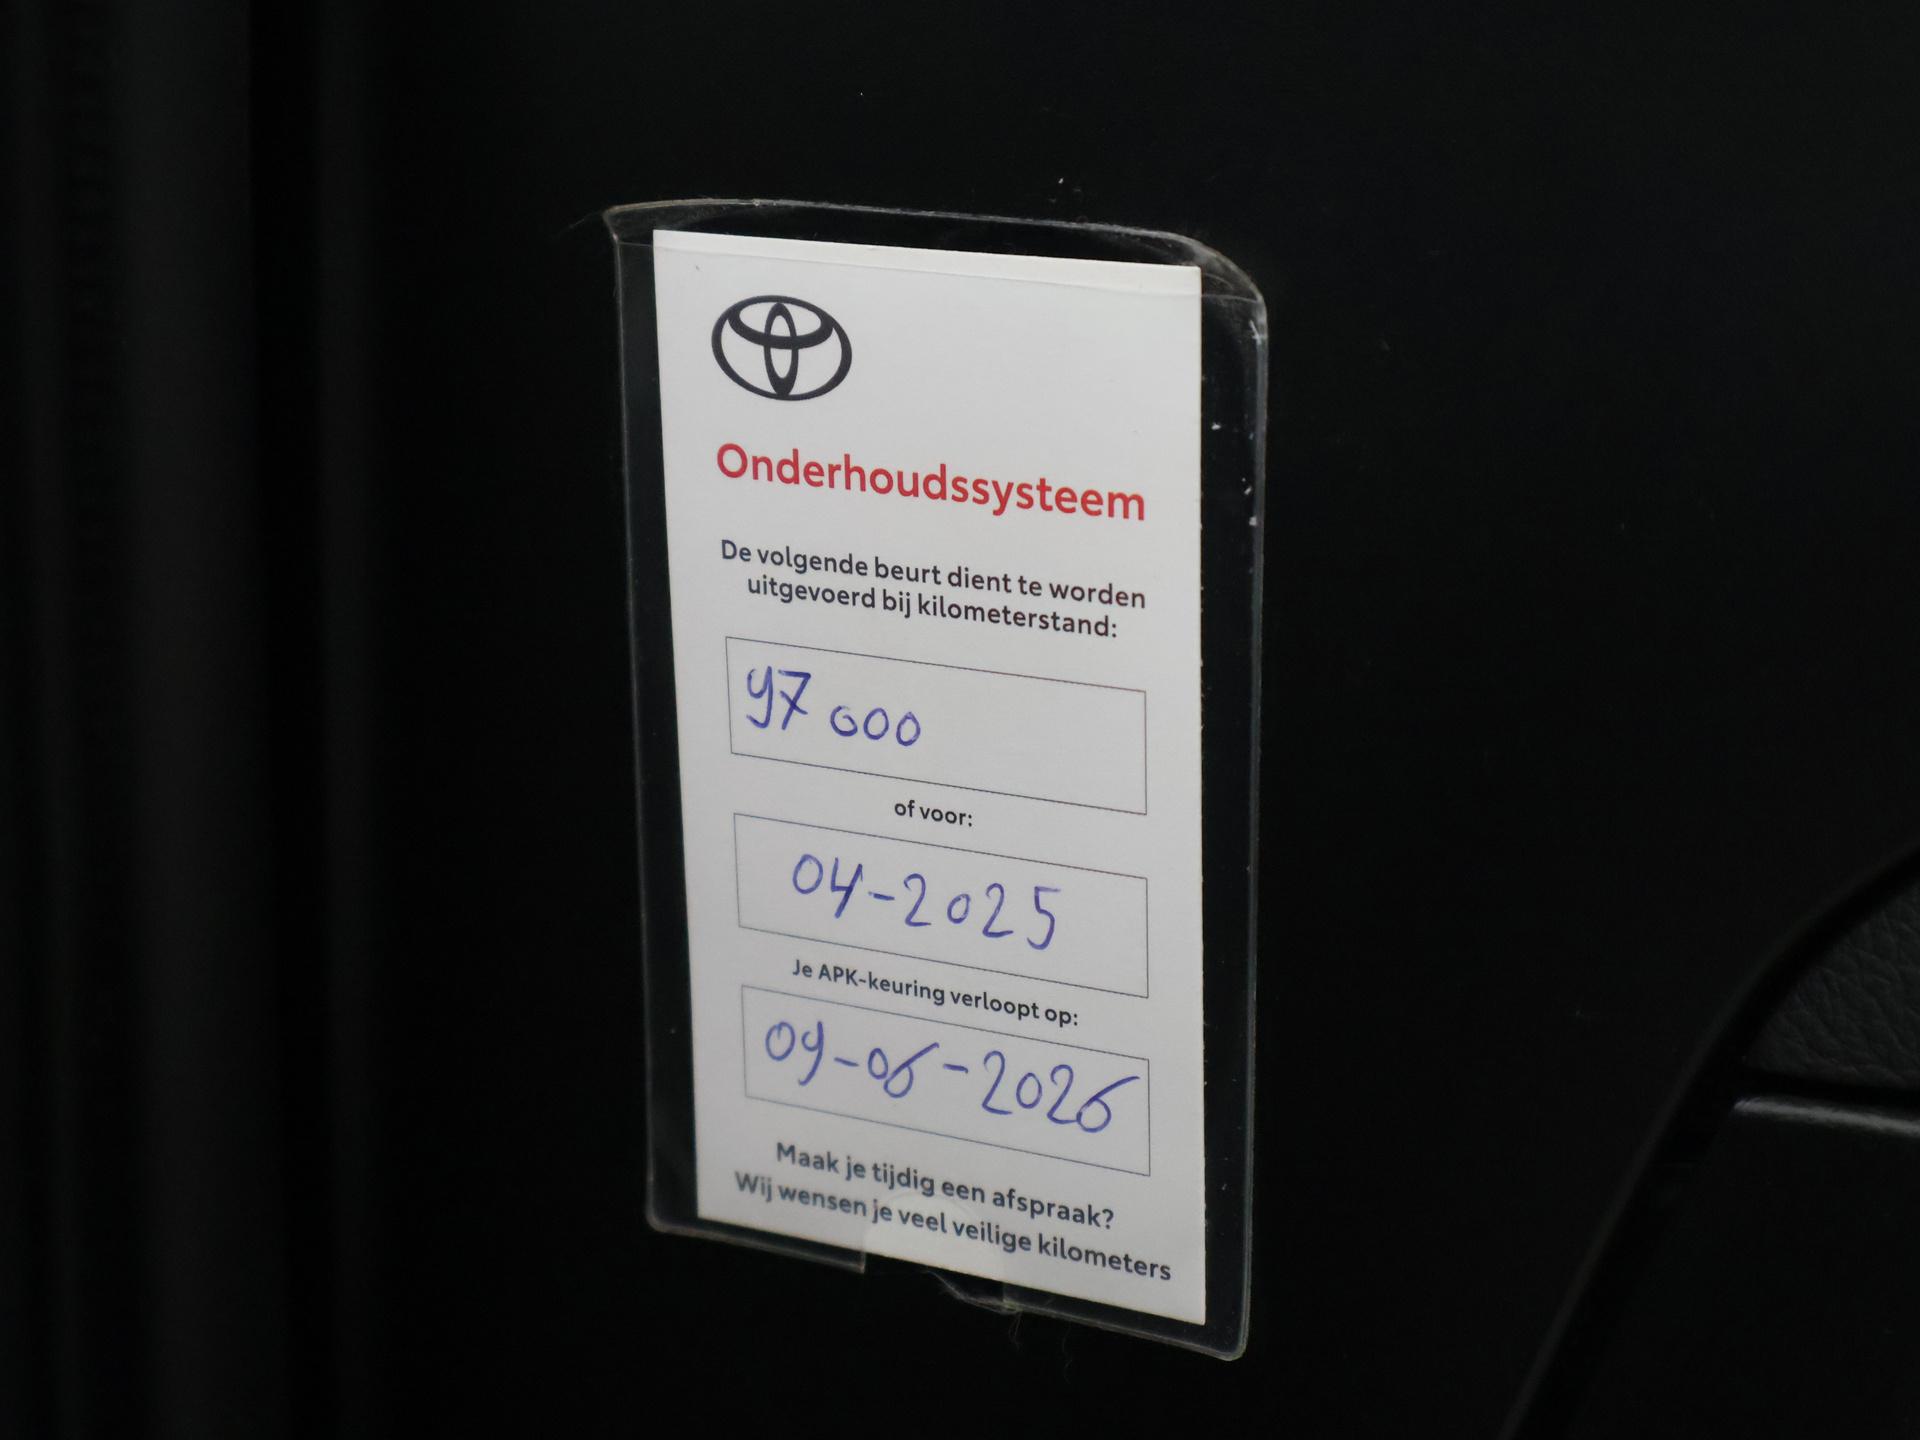 Onderhoudssysteem
De volgende beurt dient te worden
uitgevoerd bij kilometerstand:
97 000
of voor:
04-2025
Je APK-keuring verloopt op:
09-06-2026
Maak je tijdig een afspraak?
Wij wensen je veel veilige kilometers